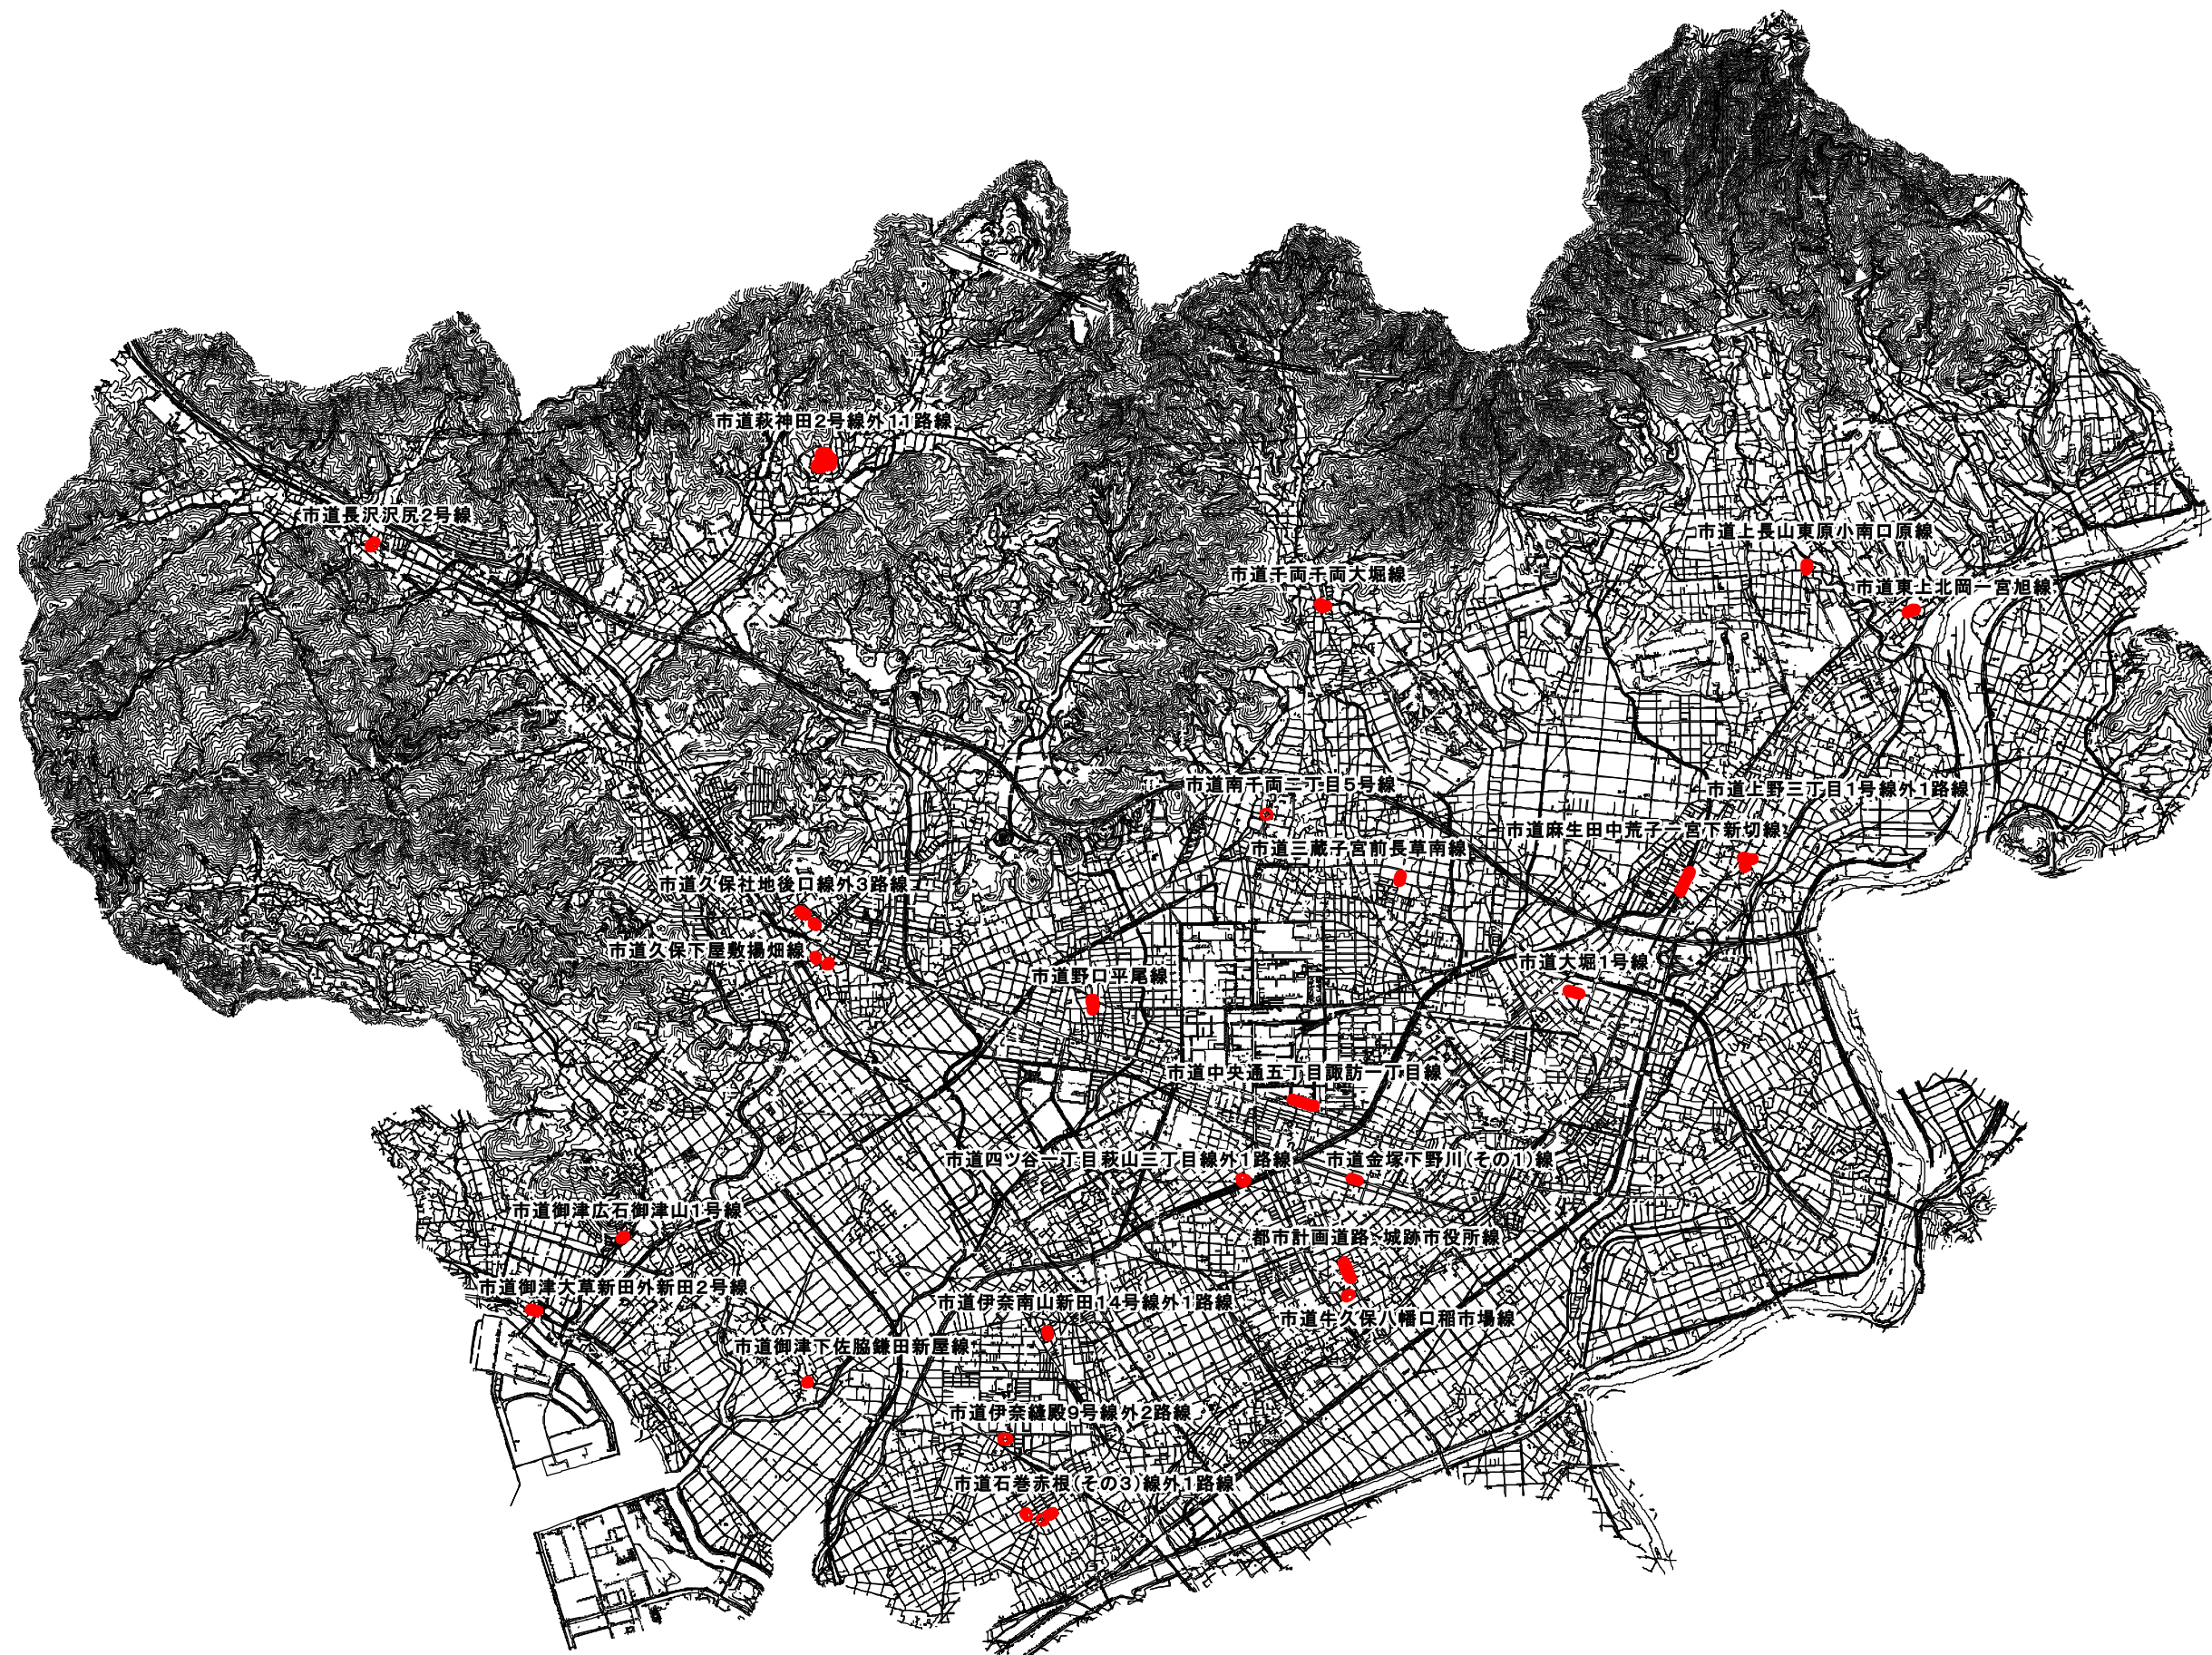 市道萩神田2号線外11路線
市道長沢沢尻2号線
市道上長山東原小南口原線
市道千両千両大堀線
市道東上北岡一宮旭線
市道南千両二丁目5号線
市道上野三丁目1号線外1路線
市道麻生田中荒子一宮下新切線
市道三蔵子宮前長草南線
市道久保社地後口線外3路線
市道久保下屋敷揚畑線
市道大堀1号線
市道野口平尾線
市道中央通五丁目諏訪一丁目線
市道四ツ谷一丁目萩山三丁目線外1路線
市道金塚下野川(その1)線
市道御津広石御津山1号線
都市計画道路　城跡市役所線
市道御津大草新田外新田2号線
市道伊奈南山新田14号線外1路線
市道牛久保八幡口稲市場線
市道御津下佐脇鎌田新屋線
市道伊奈縫殿9号線外2路線
市道石巻赤根(その3)線外1路線